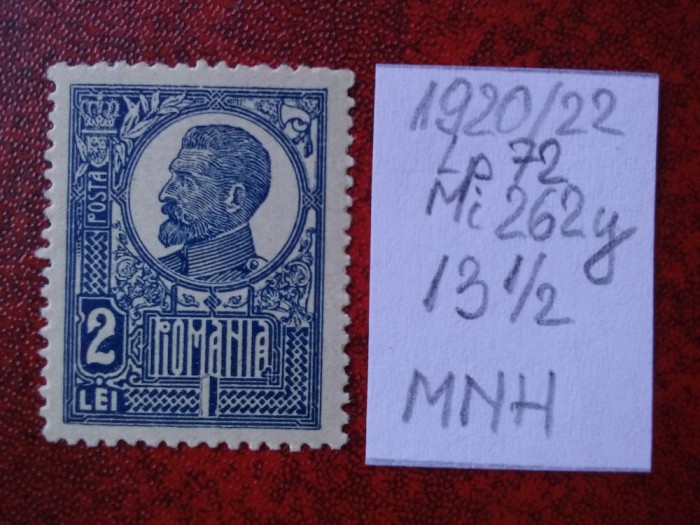 POSTA
2
LEI
ROMANIA
1920/22
Lp 72
Mi 262y
13 1/2
MNH